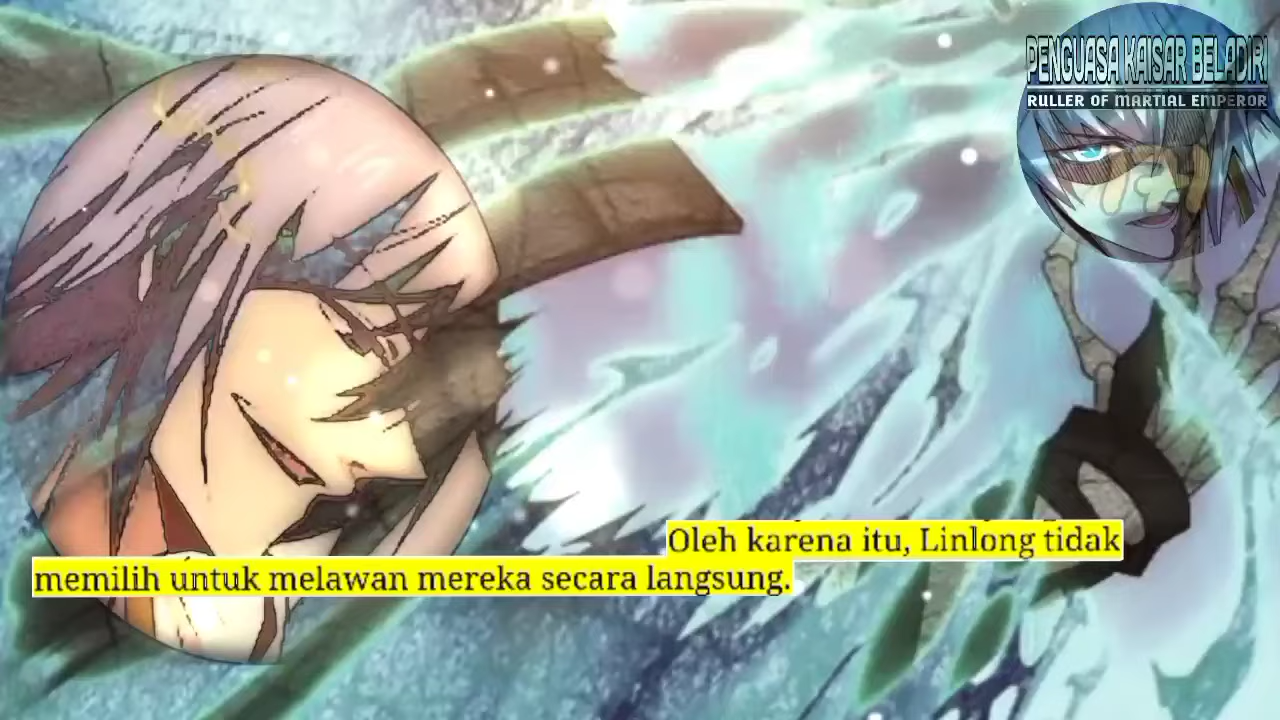 PENGUASA KAISAR BELADIRI
RULLER OF MARTIAL EMPEROR
Oleh karena itu, Linlong tidak
memilih untuk melawan mereka secara langsung.